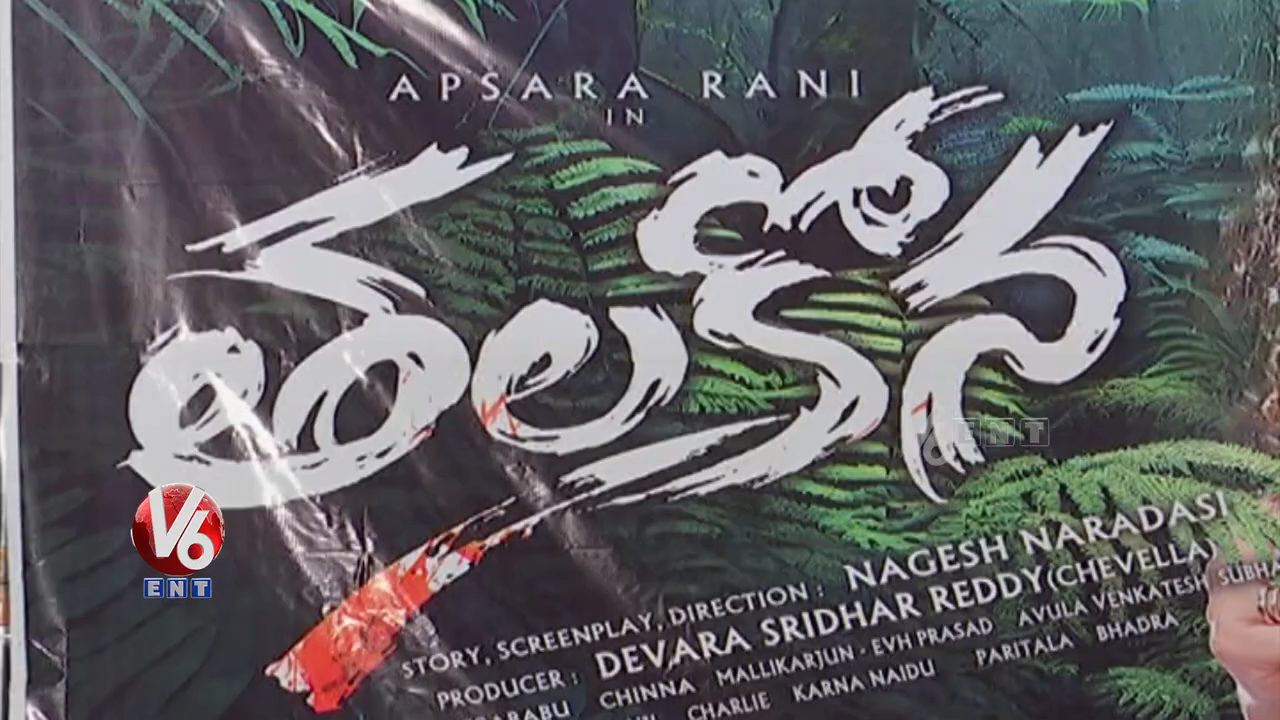 APSARA RANI
IN
తలకోన
STORY, SCREENPLAY, DIRECTION : NAGESH NARADASI
PRODUCER : DEVARA SRIDHAR REDDY(CHEVELLA)
CHINNA MALLIKARJUN - EVH PRASAD AVULA VENKATESH
CHARLIE KARNA NAIDU PARITALA BHADRA
V6
ENT
ENT